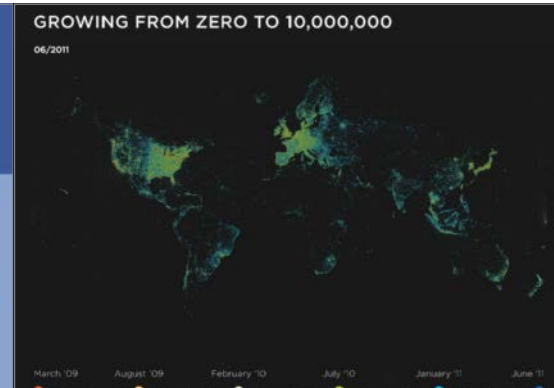 GROWING FROM ZERO TO 10,000,000
06/2011
March '09 August '09 February '10 July '10 January '11 June '11